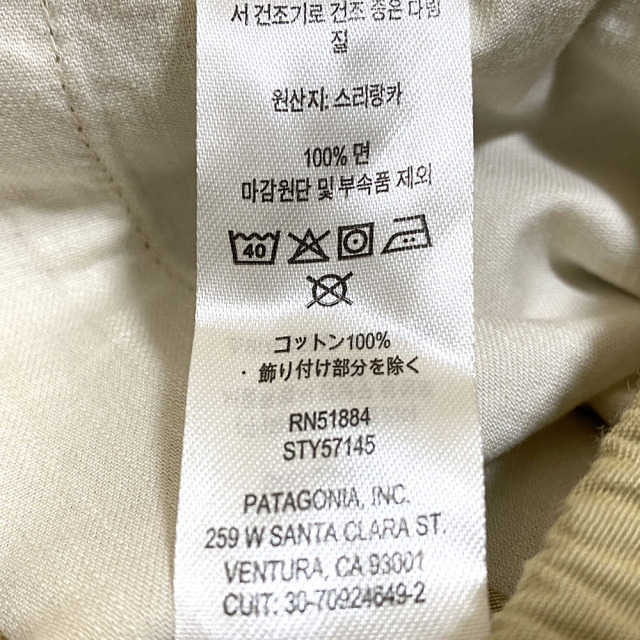 서 건조기로 건조 중온 다림
질
원산지: 스리랑카
100% 면
마감원단 및 부속품 제외
40
コットン100%
・飾り付け部分を除く
RN51884
STY57145
PATAGONIA, INC.
259 W SANTA CLARA ST.
VENTURA, CA 93001
CUIT: 30-70924649-2